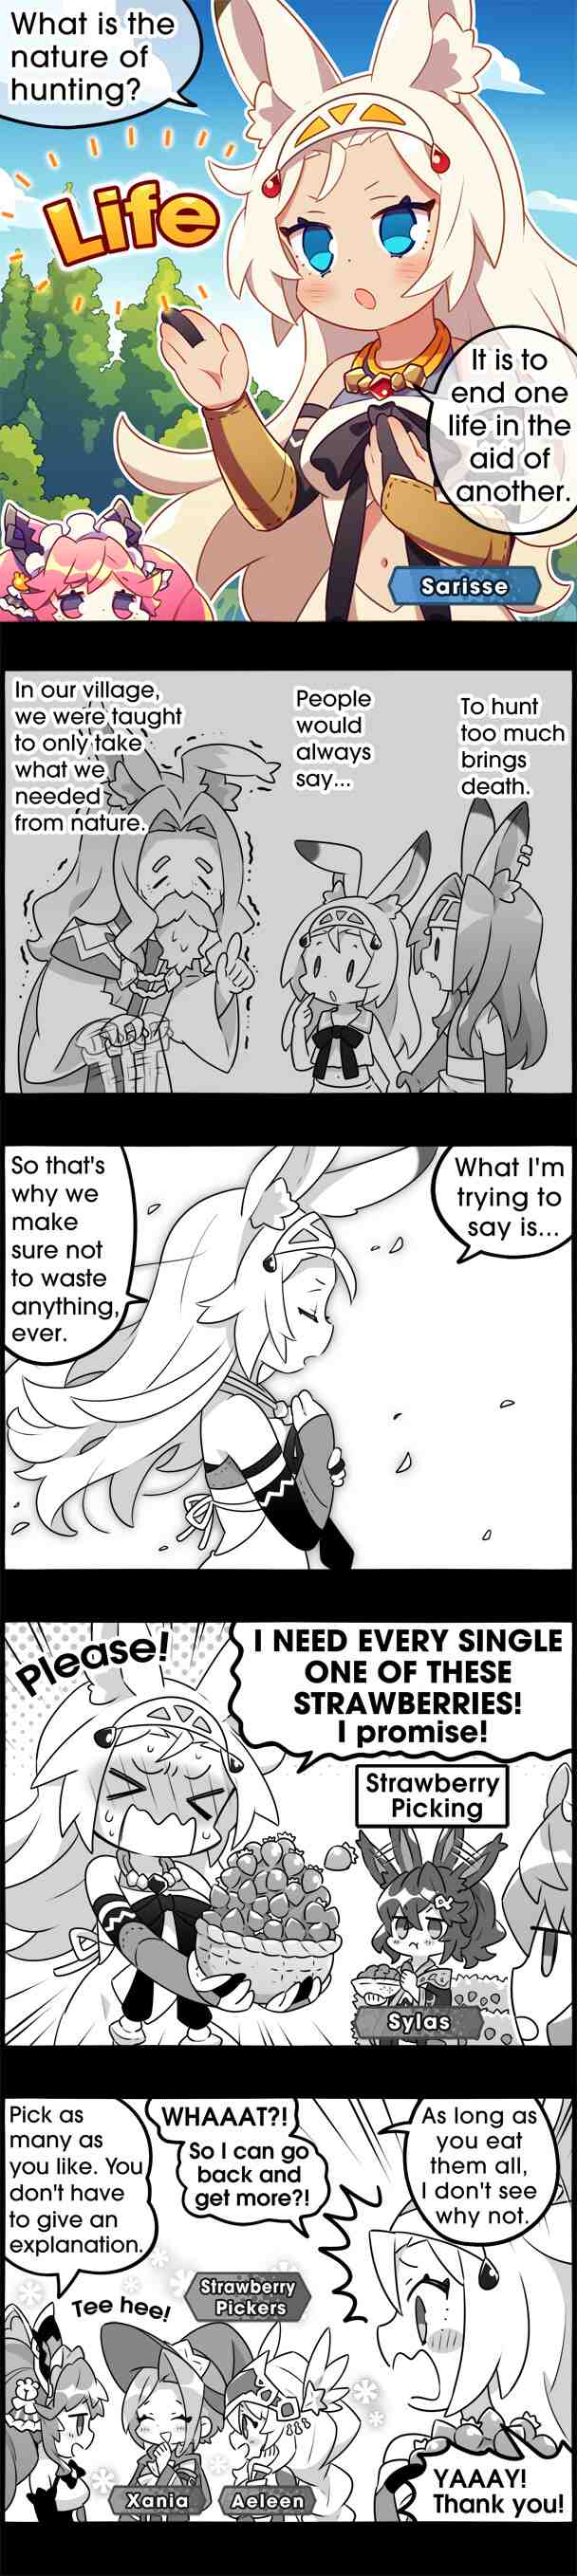 What is the
nature of
hunting?
Life
It is to
end one
life in the
aid of
another.
Sarisse
In our village,
we were taught
to only take
what we
needed
from nature.
People
would
always
say...
To hunt
too much
brings
death.
So that's
why we
make
sure not
to waste
anything,
ever.
What I'm
trying to
say is...
Please!
I NEED EVERY SINGLE
ONE OF THESE
STRAWBERRIES!
I promise!
Strawberry
Picking
Sylas
Pick as
many as
you like. You
don't have
to give an
explanation.
WHAAAT?!
So I can go
back and
get more?!
As long as
you eat
them all,
I don't see
why not.
Tee hee!
Strawberry
Pickers
Xania
Aeleen
YAAAY!
Thank you!